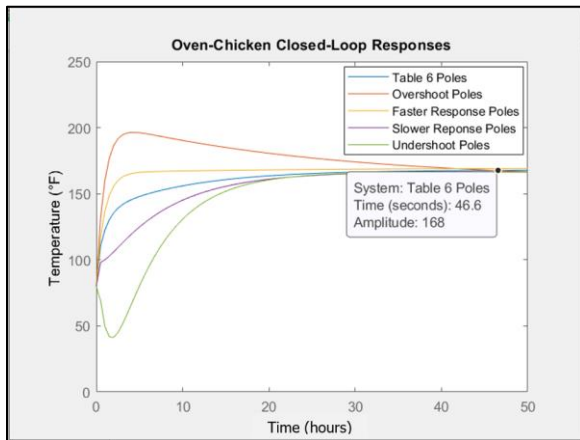 Oven-Chicken Closed-Loop Responses
250
200
150
100
50
0
Temperature (°F)
Table 6 Poles
Overshoot Poles
Faster Response Poles
Slower Reponse Poles
Undershoot Poles
System: Table 6 Poles
Time (seconds): 46.6
Amplitude: 168
0 10 20 30 40 50
Time (hours)